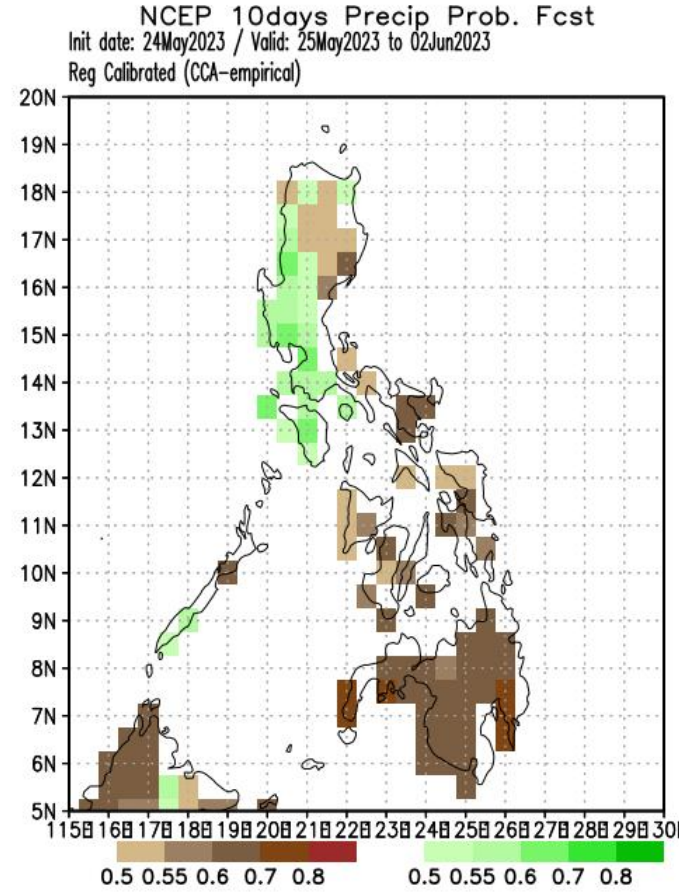 NCEP 10days Precip Prob. Fcst
Init date: 24May2023 / Valid: 25May2023 to 02Jun2023
Reg Calibrated (CCA-empirical)
20N
19N
18N
17N
16N
15N
14N
13N
12N
11N
10N
9N
8N
7N
6N
5N
115E 116E 117E 118E 119E 120E 121E 122E 123E 124E 125E 126E 127E 128E 129E 130E
0.5 0.55 0.6 0.7 0.8 0.5 0.55 0.6 0.7 0.8